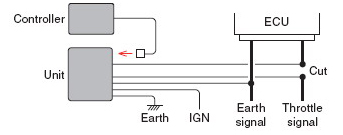 Controller
ECU
Unit
Cut
Earth
IGN
Earth
signal
Throttle
signal